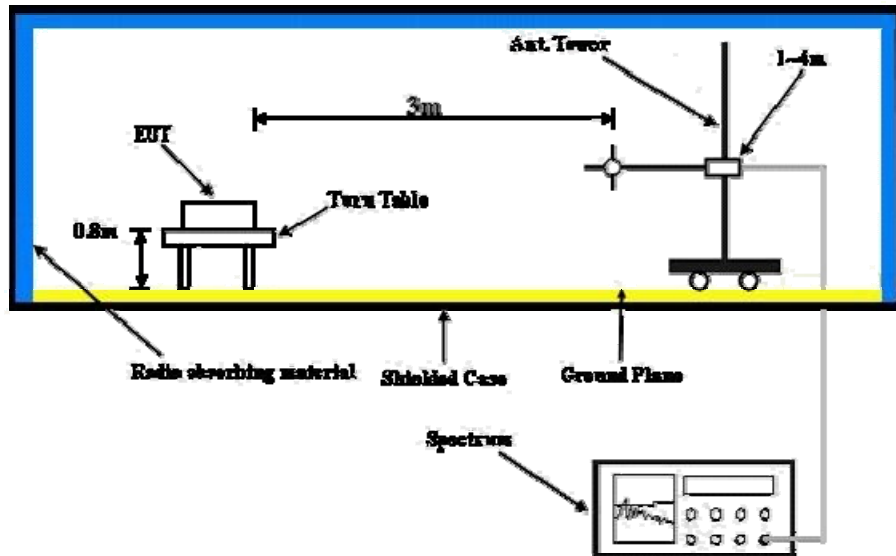 Ant. Tower
1~4m
3m
EUT
Turn Table
0.8m
Radio absorbing material
Shielded Case
Ground Plane
Spectrum